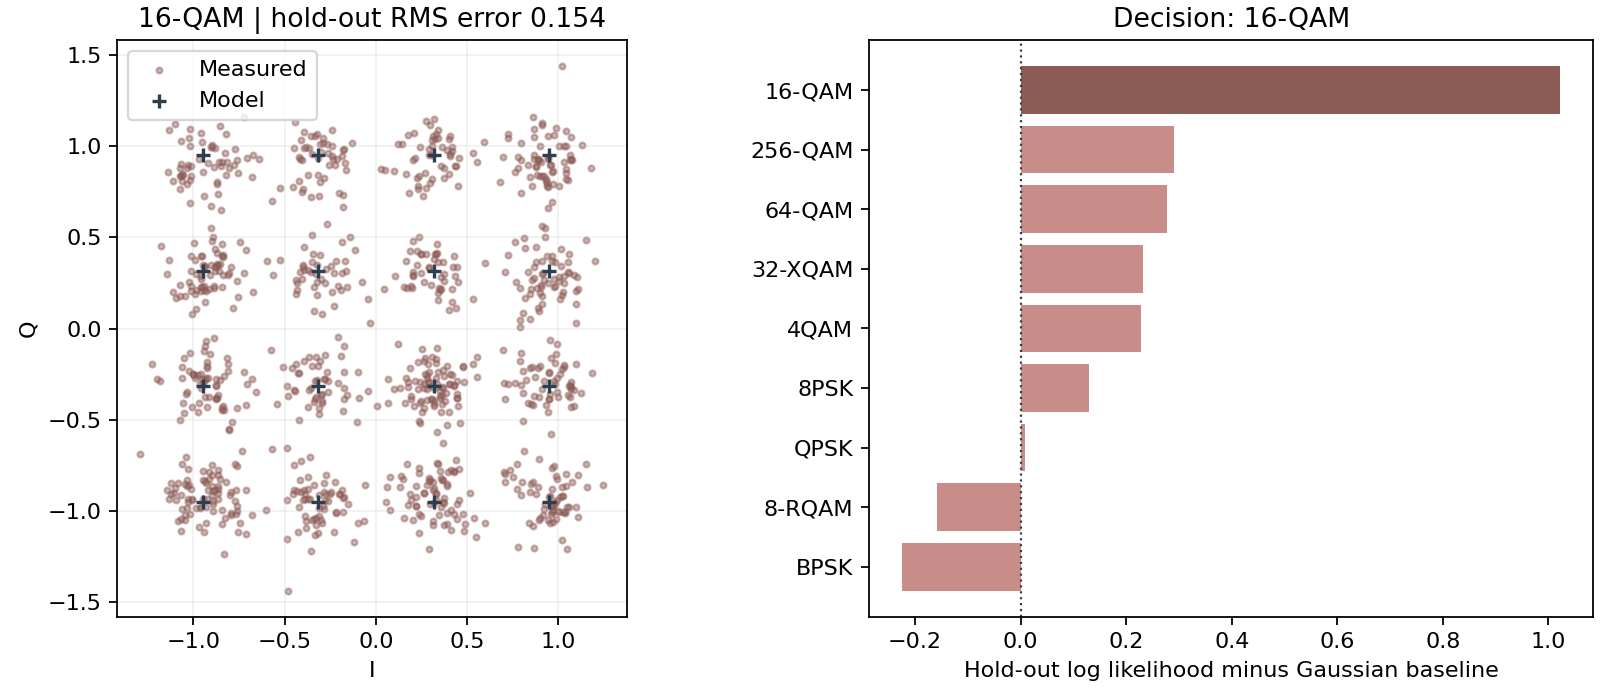 16-QAM | hold-out RMS error 0.154
Measured
Model
1.5
1.0
0.5
0.0
−0.5
−1.0
−1.5
Q
−1.0
−0.5
0.0
0.5
1.0
I
Decision: 16-QAM
16-QAM
256-QAM
64-QAM
32-XQAM
4QAM
8PSK
QPSK
8-RQAM
BPSK
−0.2
0.0
0.2
0.4
0.6
0.8
1.0
Hold-out log likelihood minus Gaussian baseline